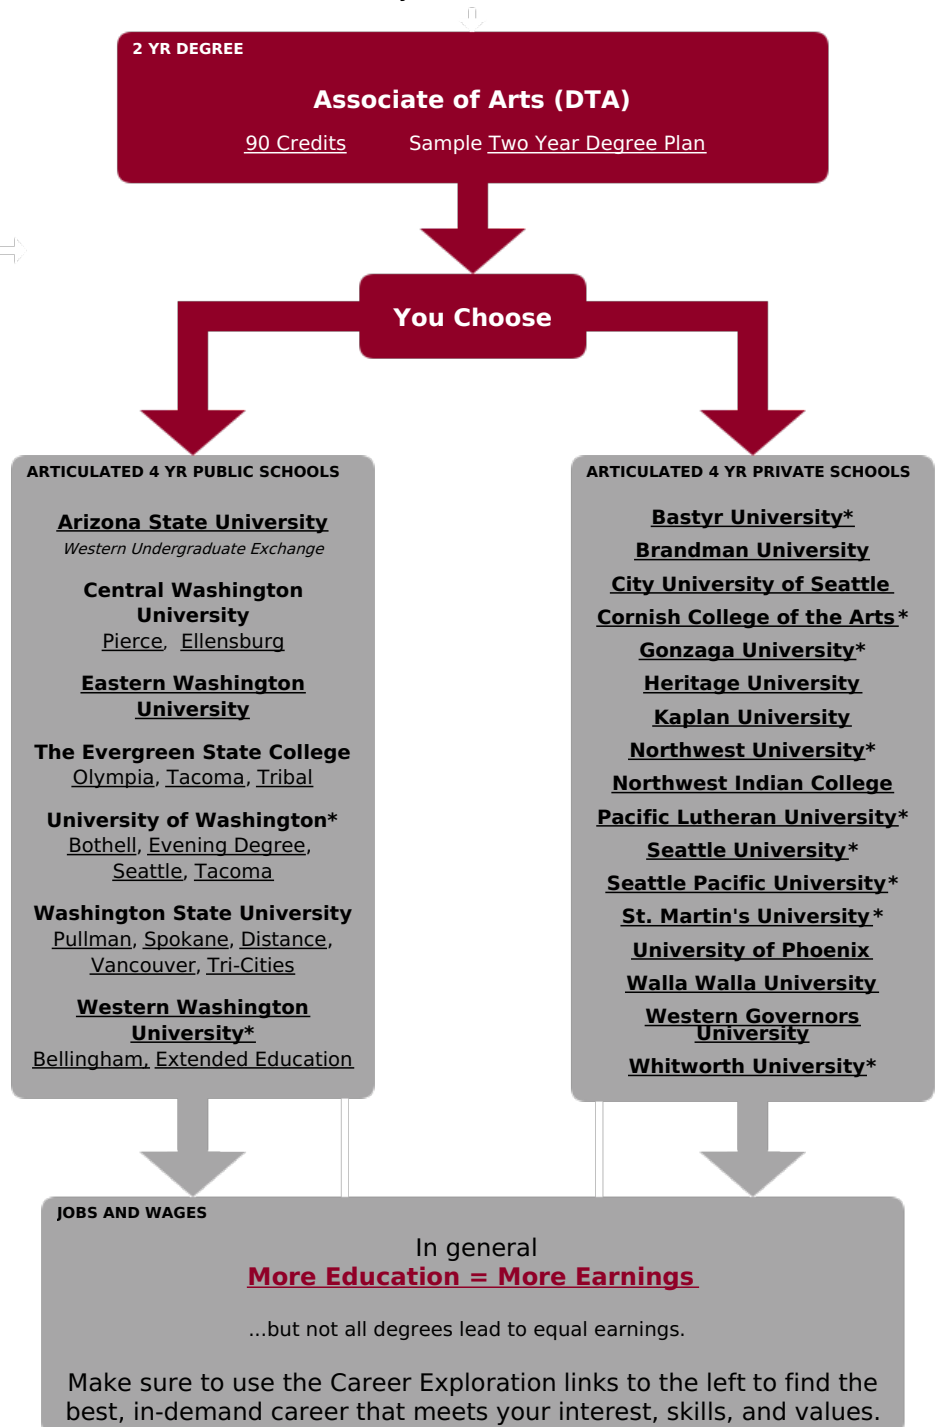 2 YR DEGREE
Associate of Arts (DTA)
90 Credits Sample Two Year Degree Plan
You Choose
ARTICULATED 4 YR PUBLIC SCHOOLS
Arizona State University
Western Undergraduate Exchange
Central Washington
University
Pierce, Ellensburg
Eastern Washington
University
The Evergreen State College
Olympia, Tacoma, Tribal
University of Washington*
Bothell, Evening Degree,
Seattle, Tacoma
Washington State University
Pullman, Spokane, Distance,
Vancouver, Tri-Cities
Western Washington
University*
Bellingham, Extended Education
ARTICULATED 4 YR PRIVATE SCHOOLS
Bastyr University*
Brandman University
City University of Seattle
Cornish College of the Arts*
Gonzaga University*
Heritage University
Kaplan University
Northwest University*
Northwest Indian College
Pacific Lutheran University*
Seattle University*
Seattle Pacific University*
St. Martin's University*
University of Phoenix
Walla Walla University
Western Governors
University
Whitworth University*
JOBS AND WAGES
In general
More Education = More Earnings
...but not all degrees lead to equal earnings.
Make sure to use the Career Exploration links to the left to find the
best, in-demand career that meets your interest, skills, and values.